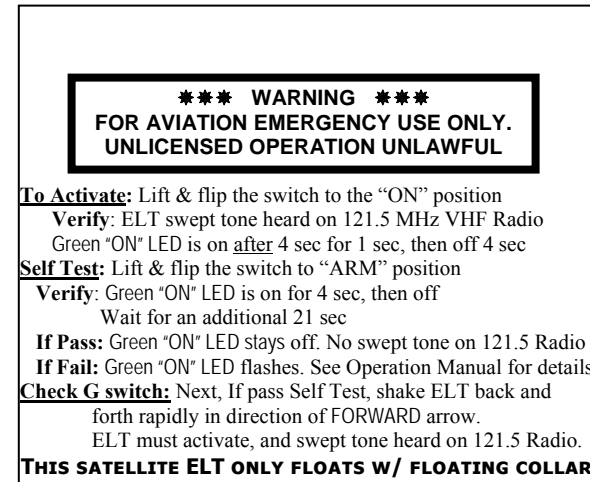 ✷✷✷ WARNING ✷✷✷
FOR AVIATION EMERGENCY USE ONLY.
UNLICENSED OPERATION UNLAWFUL
To Activate: Lift & flip the switch to the “ON” position
Verify: ELT swept tone heard on 121.5 MHz VHF Radio
Green “ON” LED is on after 4 sec for 1 sec, then off 4 sec
Self Test: Lift & flip the switch to “ARM” position
Verify: Green “ON” LED is on for 4 sec, then off
Wait for an additional 21 sec
If Pass: Green “ON” LED stays off. No swept tone on 121.5 Radio
If Fail: Green “ON” LED flashes. See Operation Manual for details
Check G switch: Next, If pass Self Test, shake ELT back and
forth rapidly in direction of FORWARD arrow.
ELT must activate, and swept tone heard on 121.5 Radio.
THIS SATELLITE ELT ONLY FLOATS W/ FLOATING COLLAR